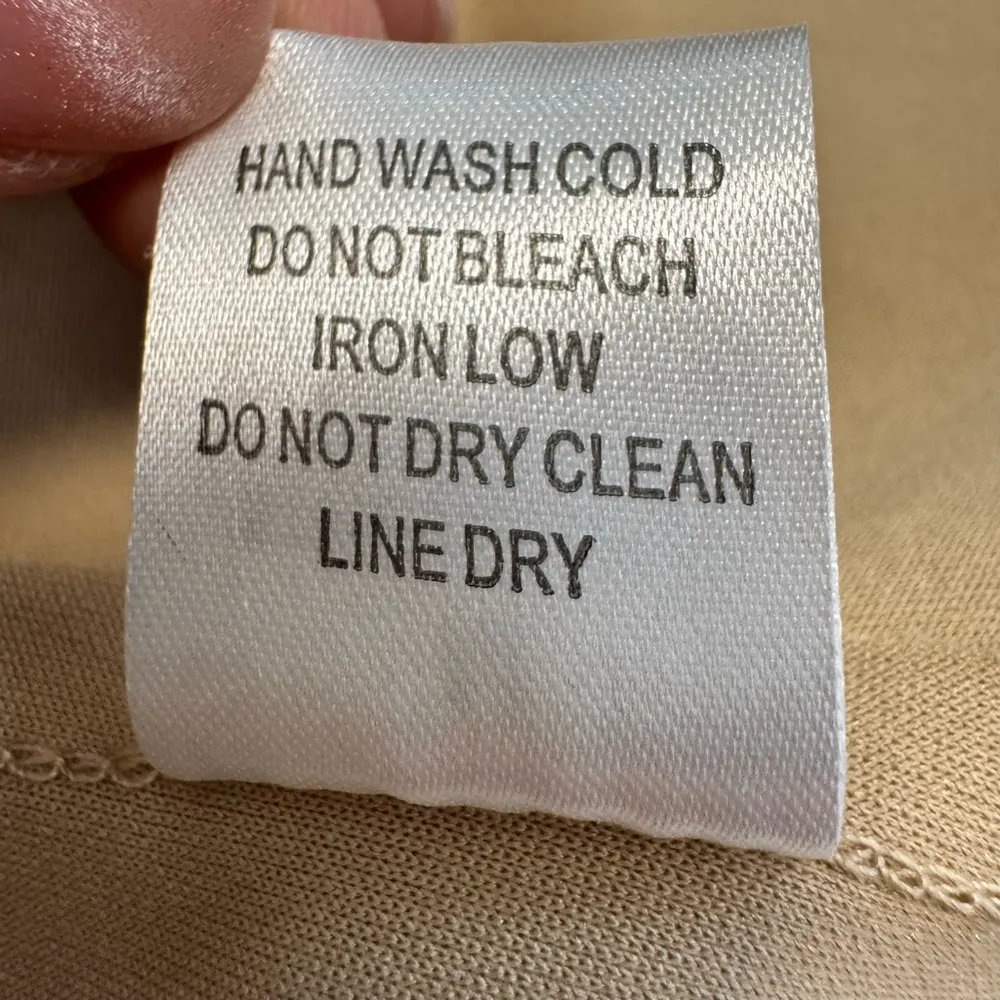 HAND WASH COLD
DO NOT BLEACH
IRON LOW
DO NOT DRY CLEAN
LINE DRY